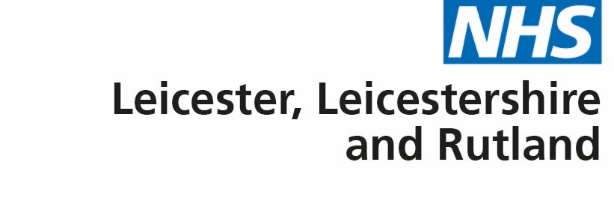 NHS
Leicester, Leicestershire
and Rutland